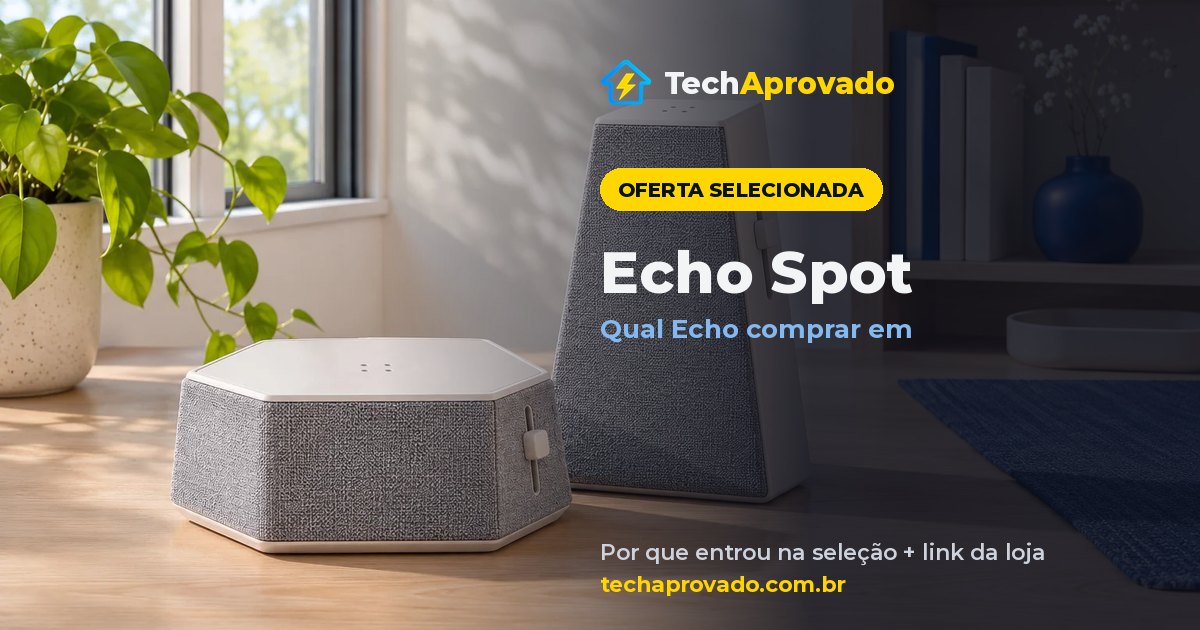 TechAprovado
OFERTA SELECIONADA
Echo Spot
Qual Echo comprar em
Por que entrou na seleção + link da loja
techaprovado.com.br